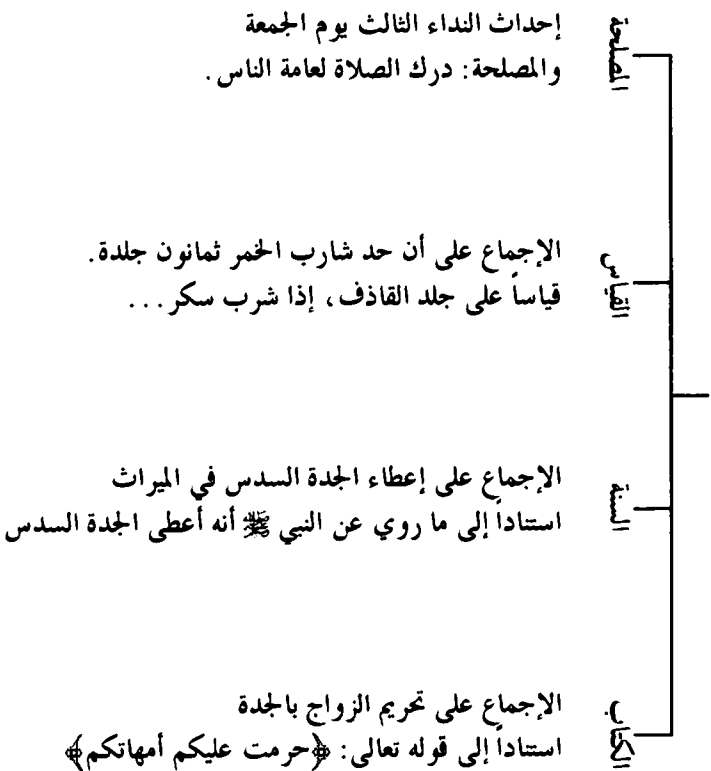 المصلحة
إحداث النداء الثالث يوم الجمعة
والمصلحة: درك الصلاة لعامة الناس.
القياس
الإجماع على أن حد شارب الخمر ثمانون جلدة.
قياساً على جلد القاذف، إذا شرب سكر...
السنة
الإجماع على إعطاء الجدة السدس في الميراث
استناداً إلى ما روي عن النبي ﷺ أنه أعطى الجدة السدس
الكتاب
الإجماع على تحريم الزواج بالجدة
استناداً إلى قوله تعالى: ﴿حرمت عليكم أمهاتكم﴾